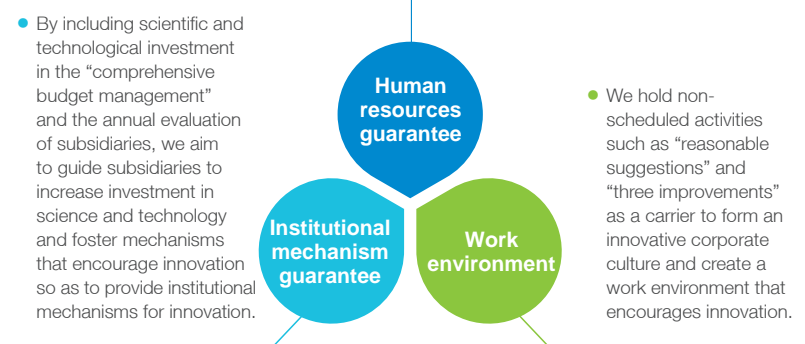 By including scientific and
technological investment
in the “comprehensive
budget management”
and the annual evaluation
of subsidiaries, we aim
to guide subsidiaries to
increase investment in
science and technology
and foster mechanisms
that encourage innovation
so as to provide institutional
mechanisms for innovation.
Human
resources
guarantee
Institutional
mechanism
guarantee
Work
environment
We hold non-
scheduled activities
such as “reasonable
suggestions” and
“three improvements”
as a carrier to form an
innovative corporate
culture and create a
work environment that
encourages innovation.